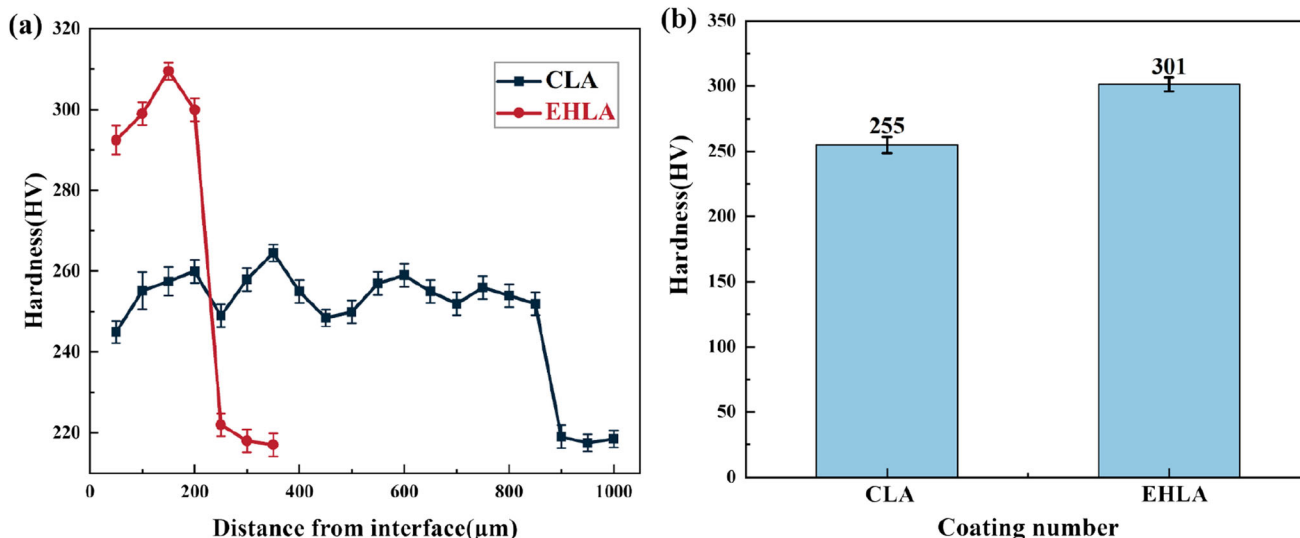 (a)
320
300
280
260
240
220
Hardness(HV)
CLA
EHLA
0
200
400
600
800
1000
Distance from interface(μm)
(b)
350
300
250
200
150
100
50
0
Hardness(HV)
255
301
CLA
EHLA
Coating number